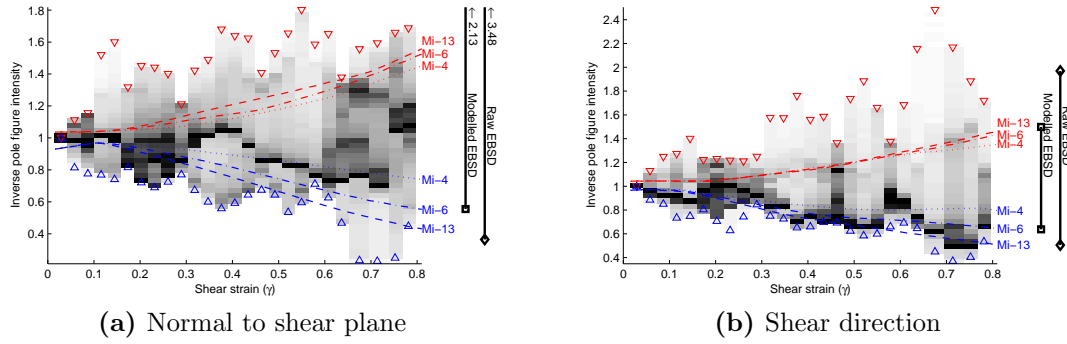 1.8
1.6
1.4
1.2
1
0.8
0.6
0.4
Inverse pole figure intensity
0
0.1
0.2
0.3
0.4
0.5
0.6
0.7
0.8
Shear strain (γ)
Mi-13
Mi-6
Mi-4
Mi-4
Mi-6
Mi-13
↑ 2.13
Modelled EBSD
↑ 3.48
Raw EBSD
(a) Normal to shear plane
2.4
2.2
2
1.8
1.6
1.4
1.2
1
0.8
0.6
0.4
Inverse pole figure intensity
0
0.1
0.2
0.3
0.4
0.5
0.6
0.7
0.8
Shear strain (γ)
Mi-13
Mi-6
Mi-4
Mi-4
Mi-6
Mi-13
Modelled EBSD
Raw EBSD
(b) Shear direction